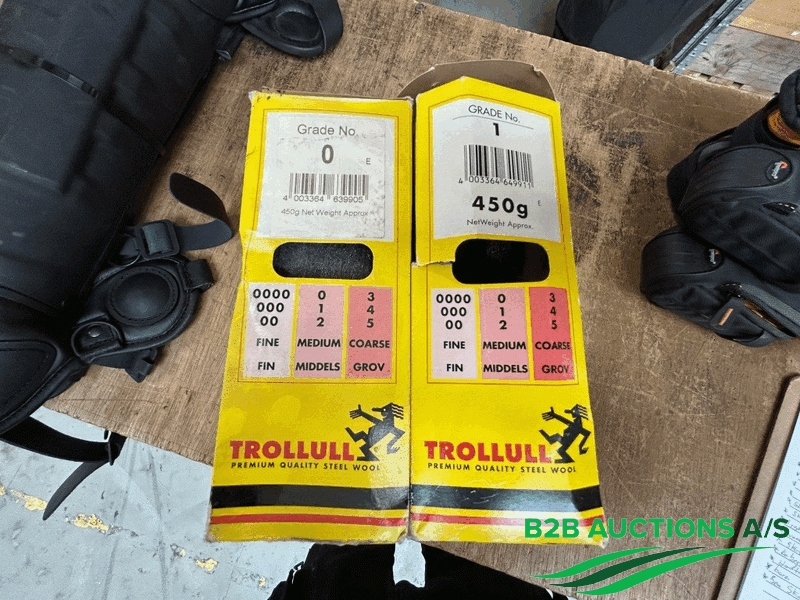 Grade No.
0
E
4 003364 639905
450g Net Weight Approx
0000 0 3
000 1 4
00 2 5
FINE MEDIUM COARSE
FIN MIDDELS GROV
TROLLULL
PREMIUM QUALITY STEEL WOOL
GRADE No.
1
4 003364 649911
450g E
NetWeight Approx.
0000 0 3
000 1 4
00 2 5
FINE MEDIUM COARSE
FIN MIDDELS GROV
TROLLULL
PREMIUM QUALITY STEEL WOOL
B2B AUCTIONS A/S